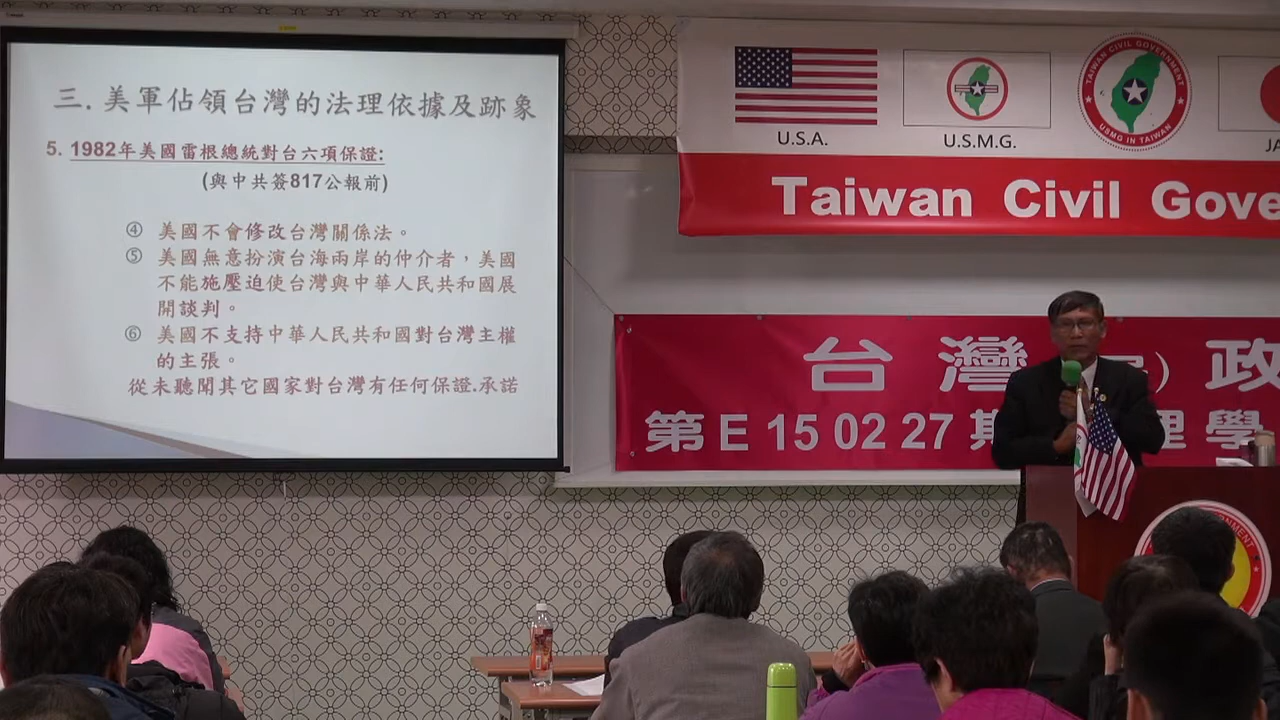 三. 美軍佔領台灣的法理依據及跡象
5. 1982年美國雷根總統對台六項保證:
(與中共簽817公報前)
④ 美國不會修改台灣關係法。
⑤ 美國無意扮演台海兩岸的仲介者，美國
不能施壓迫使台灣與中華人民共和國展
開談判。
⑥ 美國不支持中華人民共和國對台灣主權
的主張。
從未聽聞其它國家對台灣有任何保證.承諾
U.S.A.
U.S.M.G.
TAIWAN CIVIL GOVERNMENT
USMG IN TAIWAN
JA
Taiwan Civil Gove
台灣 ) 政
第E 15 02 27 期 理學